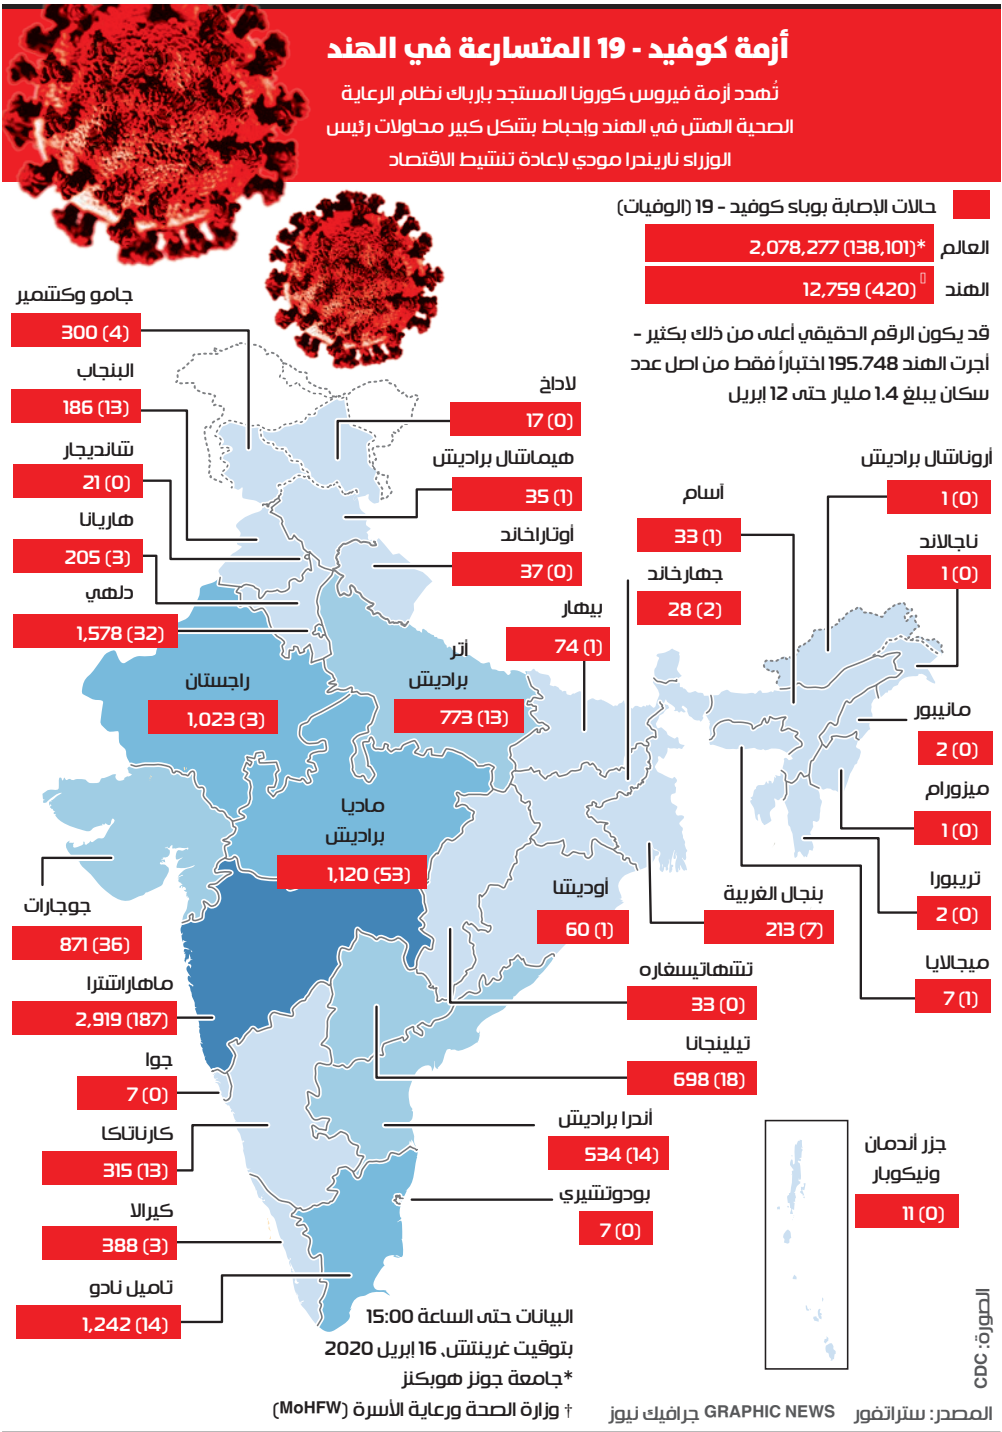 أزمة كوفيد - 19 المتسارعة في الهند
تُهدد أزمة فيروس كورونا المستجد بإرباك نظام الرعاية
الصحية الهش في الهند وإحباط بشكل كبير محاولات رئيس
الوزراء ناريندرا مودي لإعادة تنشيط الاقتصاد
حالات الإصابة بوباء كوفيد - 19 (الوفيات)
العالم
2,078,277 (138,101)*
الهند
12,759 (420)
قد يكون الرقم الحقيقي أعلى من ذلك بكثير -
أجرت الهند 195.748 اختباراً فقط من اصل عدد
سكان يبلغ 1.4 مليار حتى 12 إبريل
جامو وكشمير
300 (4)
البنجاب
186 (13)
شانديجار
21 (0)
هاريانا
205 (3)
دلهي
1,578 (32)
لاداخ
17 (0)
هيماشال براديش
35 (1)
أوتاراخاند
37 (0)
بيهار
74 (1)
آسام
33 (1)
جهارخاند
28 (2)
أروناشال براديش
1 (0)
ناجالاند
1 (0)
مانيبور
2 (0)
ميزورام
1 (0)
تريبورا
2 (0)
ميجالايا
7 (1)
راجستان
1,023 (3)
أتر
براديش
773 (13)
ماديا
براديش
1,120 (53)
أوديشا
60 (1)
بنجال الغربية
213 (7)
تشهاتيسغاره
33 (0)
تيلينجانا
698 (18)
أندرا براديش
534 (14)
بودوتشيري
7 (0)
جوجارات
871 (36)
ماهاراشترا
2,919 (187)
جوا
7 (0)
كارناتاكا
315 (13)
كيرالا
388 (3)
تاميل نادو
1,242 (14)
جزر أندمان
ونيكوبار
11 (0)
البيانات حتى الساعة 15:00
بتوقيت غرينتش، 16 إبريل 2020
*جامعة جونز هوبكنز
† وزارة الصحة ورعاية الأسرة (MoHFW)
الصورة: CDC
المصدر: ستراتفور GRAPHIC NEWS جرافيك نيوز